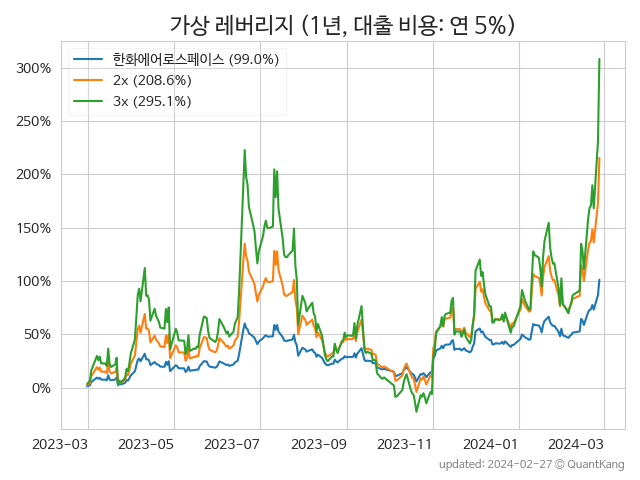 가상 레버리지 (1년, 대출 비용: 연 5%)
한화에어로스페이스 (99.0%)
2x (208.6%)
3x (295.1%)
300%
250%
200%
150%
100%
50%
0%
2023-03 2023-05 2023-07 2023-09 2023-11 2024-01 2024-03
updated: 2024-02-27 © QuantKang